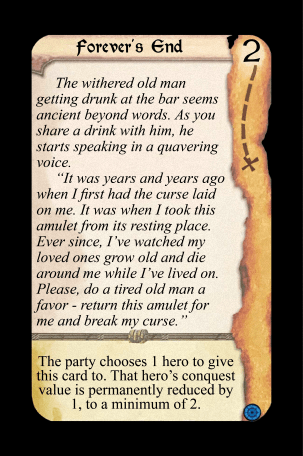 Forever's End
2
The withered old man
getting drunk at the bar seems
ancient beyond words. As you
share a drink with him, he
starts speaking in a quavering
voice.
“It was years and years ago
when I first had the curse laid
on me. It was when I took this
amulet from its resting place.
Ever since, I’ve watched my
loved ones grow old and die
around me while I’ve lived on.
Please, do a tired old man a
favor - return this amulet for
me and break my curse.”
The party chooses 1 hero to give
this card to. That hero’s conquest
value is permanently reduced by
1, to a minimum of 2.